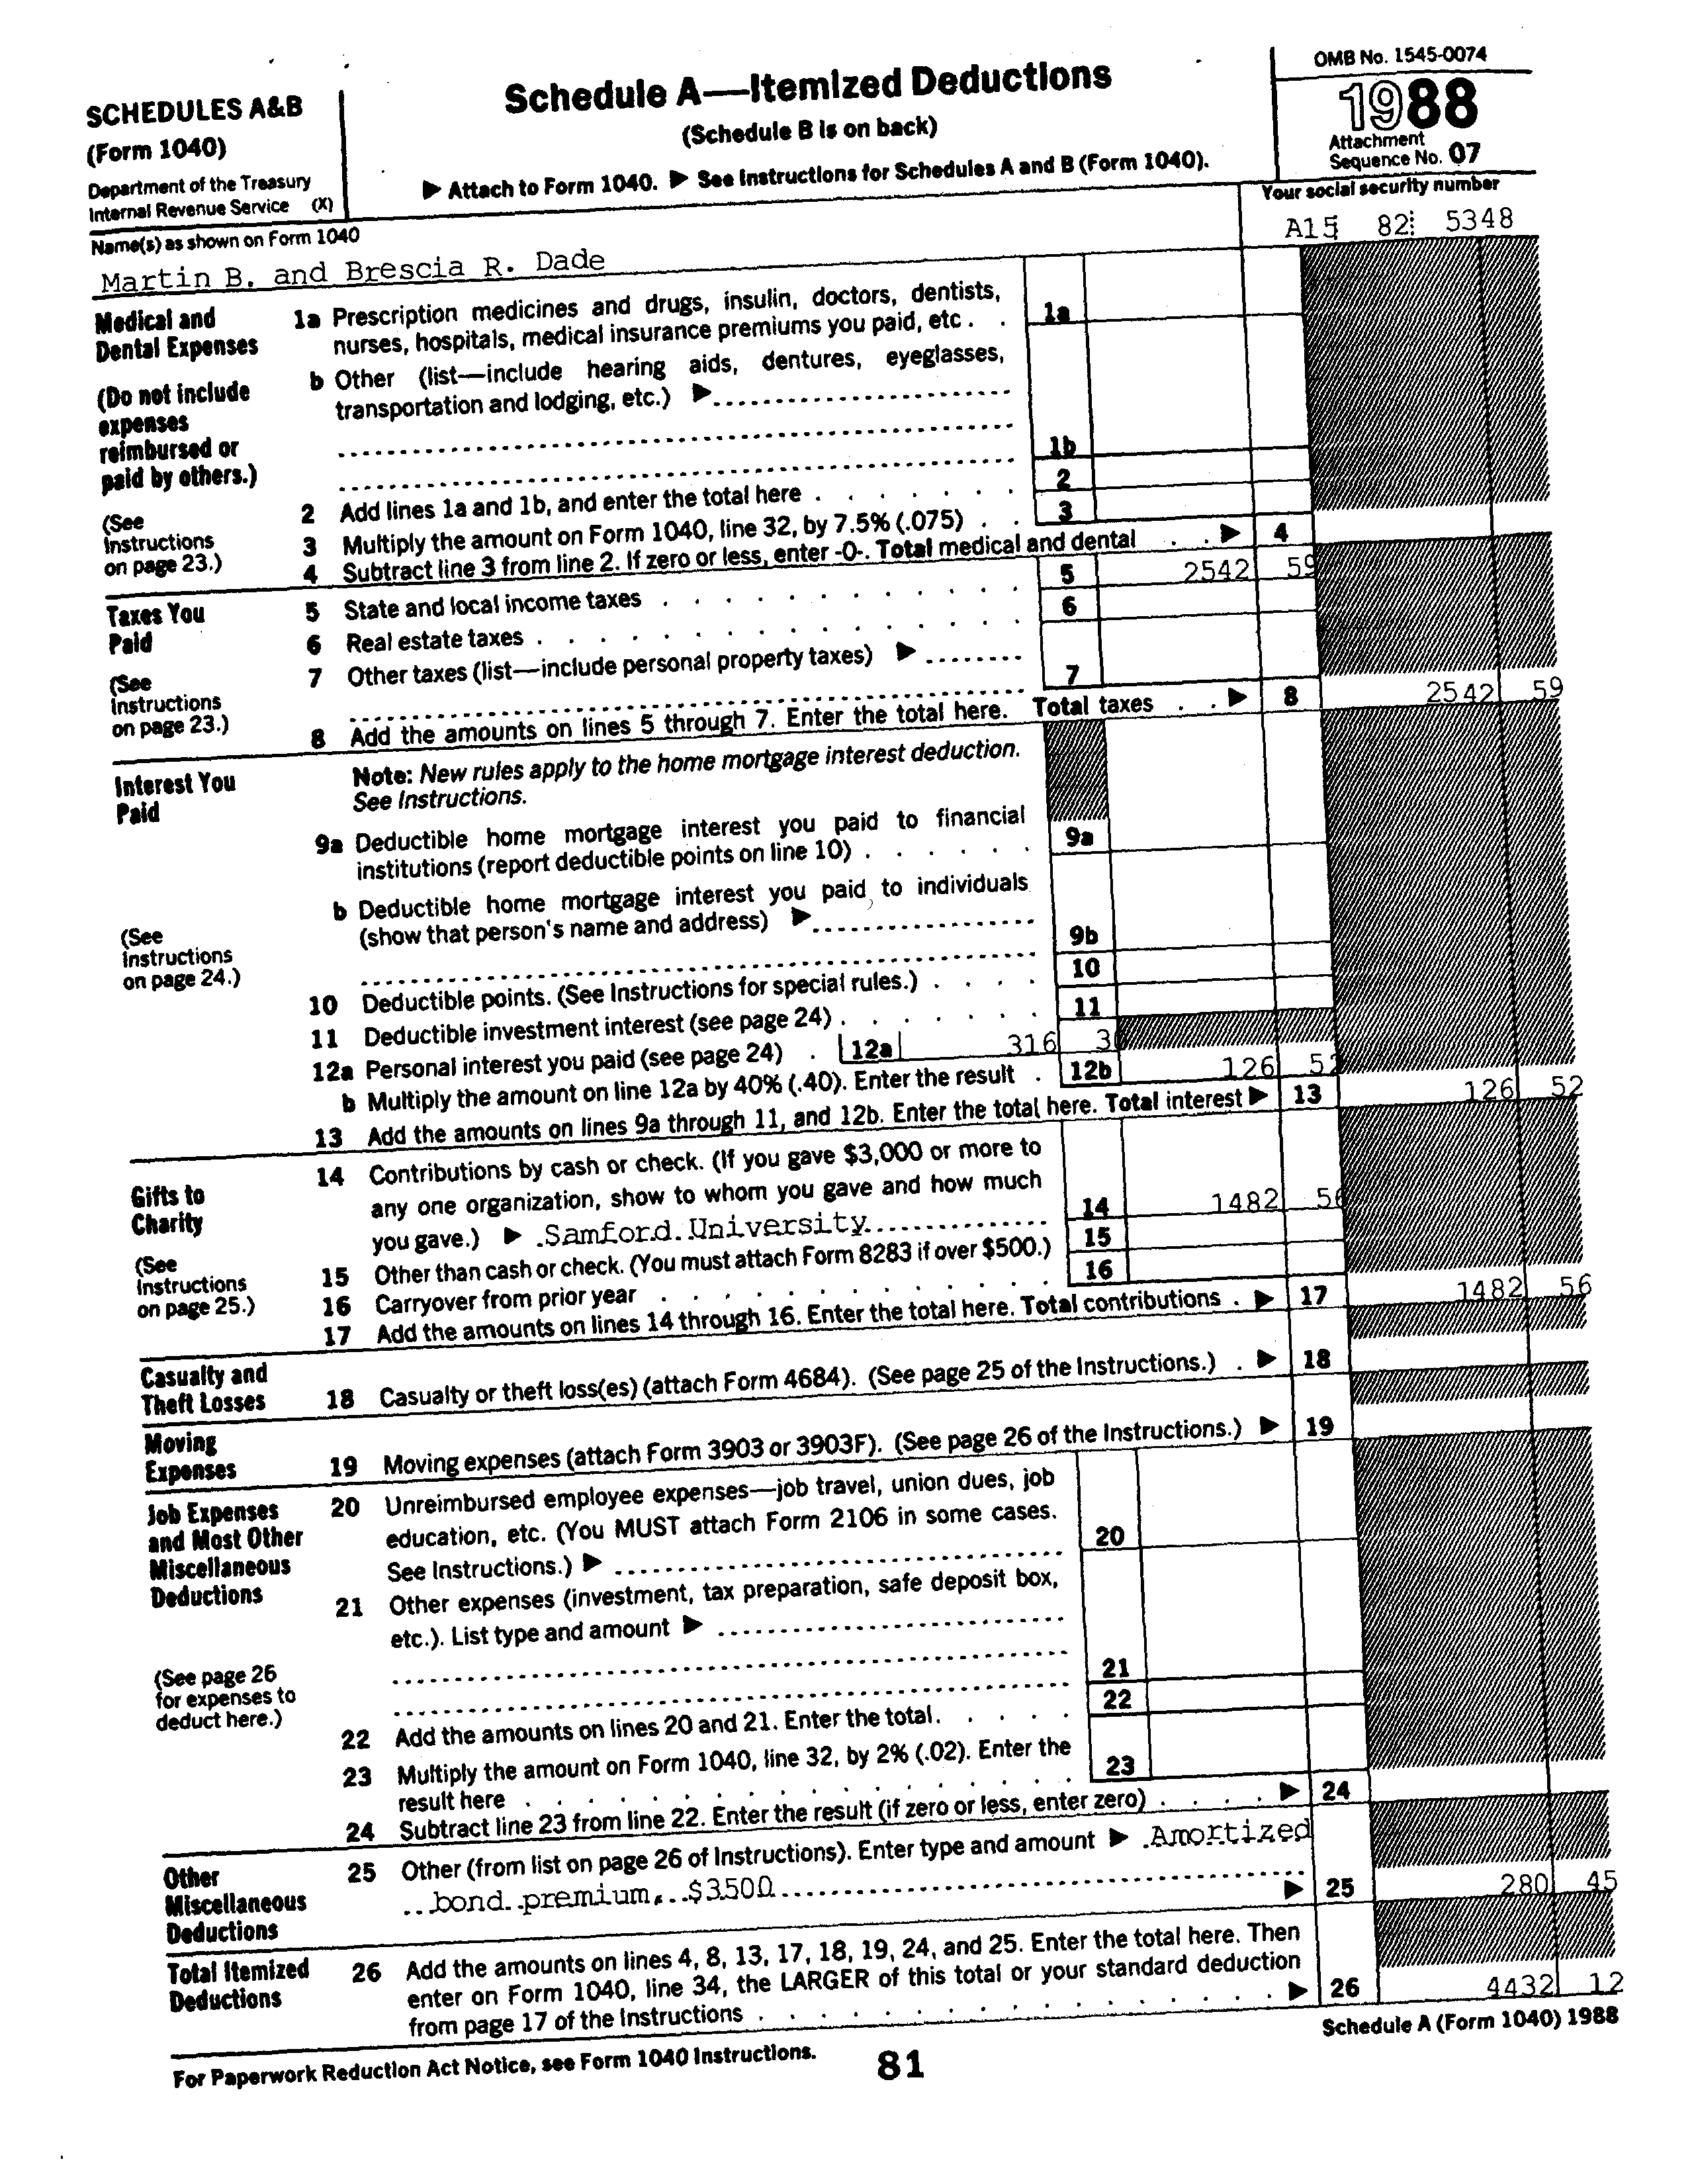 SCHEDULES A&B
(Form 1040)
Department of the Treasury
Internal Revenue Service (X)
Schedule A—Itemized Deductions
(Schedule B is on back)
▶ Attach to Form 1040. ▶ See Instructions for Schedules A and B (Form 1040).
OMB No. 1545-0074
1988
Attachment
Sequence No. 07
Name(s) as shown on Form 1040
Your social security number
Martin B. and Brescia R. Dade
A15 82 5348
Medical and
Dental Expenses
(Do not include
expenses
reimbursed or
paid by others.)
(See
Instructions
on page 23.)
1a Prescription medicines and drugs, insulin, doctors, dentists,
nurses, hospitals, medical insurance premiums you paid, etc . . 1a
b Other (list—include hearing aids, dentures, eyeglasses,
transportation and lodging, etc.) ▶
1b
2 Add lines 1a and 1b, and enter the total here . . . . . . . 2
3 Multiply the amount on Form 1040, line 32, by 7.5% (.075) . . 3
4 Subtract line 3 from line 2. If zero or less, enter -0-. Total medical and dental . . ▶ 4
Taxes You
Paid
(See
Instructions
on page 23.)
5 State and local income taxes . . . . . . . . . . . . 5 2542 59
6 Real estate taxes . . . . . . . . . . . . . . . . 6
7 Other taxes (list—include personal property taxes) ▶
7
8 Add the amounts on lines 5 through 7. Enter the total here. Total taxes . . ▶ 8 2542 59
Interest You
Paid
(See
Instructions
on page 24.)
Note: New rules apply to the home mortgage interest deduction.
See Instructions.
9a Deductible home mortgage interest you paid to financial
institutions (report deductible points on line 10) . . . . . . 9a
b Deductible home mortgage interest you paid to individuals
(show that person's name and address) ▶
9b
10 Deductible points. (See Instructions for special rules.) . . . . 10
11 Deductible investment interest (see page 24) . . . . . . . 11
12a Personal interest you paid (see page 24) . 12a 316 30
b Multiply the amount on line 12a by 40% (.40). Enter the result . 12b 126 52
13 Add the amounts on lines 9a through 11, and 12b. Enter the total here. Total interest ▶ 13 126 52
Gifts to
Charity
(See
Instructions
on page 25.)
14 Contributions by cash or check. (If you gave $3,000 or more to
any one organization, show to whom you gave and how much
you gave.) ▶ Samford University 14 1482 56
15 Other than cash or check. (You must attach Form 8283 if over $500.) 15
16 Carryover from prior year . . . . . . . . . . . . . 16
17 Add the amounts on lines 14 through 16. Enter the total here. Total contributions . ▶ 17 1482 56
Casualty and
Theft Losses
18 Casualty or theft loss(es) (attach Form 4684). (See page 25 of the Instructions.) . ▶ 18
Moving
Expenses
19 Moving expenses (attach Form 3903 or 3903F). (See page 26 of the Instructions.) ▶ 19
Job Expenses
and Most Other
Miscellaneous
Deductions
(See page 26
for expenses to
deduct here.)
20 Unreimbursed employee expenses—job travel, union dues, job
education, etc. (You MUST attach Form 2106 in some cases.
See Instructions.) ▶ 20
21 Other expenses (investment, tax preparation, safe deposit box,
etc.). List type and amount ▶
21
22 Add the amounts on lines 20 and 21. Enter the total. . . . . 22
23 Multiply the amount on Form 1040, line 32, by 2% (.02). Enter the
result here . . . . . . . . . . . . . . . . . . 23
24 Subtract line 23 from line 22. Enter the result (if zero or less, enter zero) . . . . ▶ 24
Other
Miscellaneous
Deductions
25 Other (from list on page 26 of Instructions). Enter type and amount ▶ Amortized
bond premium, $3500 ▶ 25 280 45
Total Itemized
Deductions
26 Add the amounts on lines 4, 8, 13, 17, 18, 19, 24, and 25. Enter the total here. Then
enter on Form 1040, line 34, the LARGER of this total or your standard deduction
from page 17 of the Instructions . . . . . . . . . . . . . . . . ▶ 26 4432 12
For Paperwork Reduction Act Notice, see Form 1040 Instructions.
81
Schedule A (Form 1040) 1988